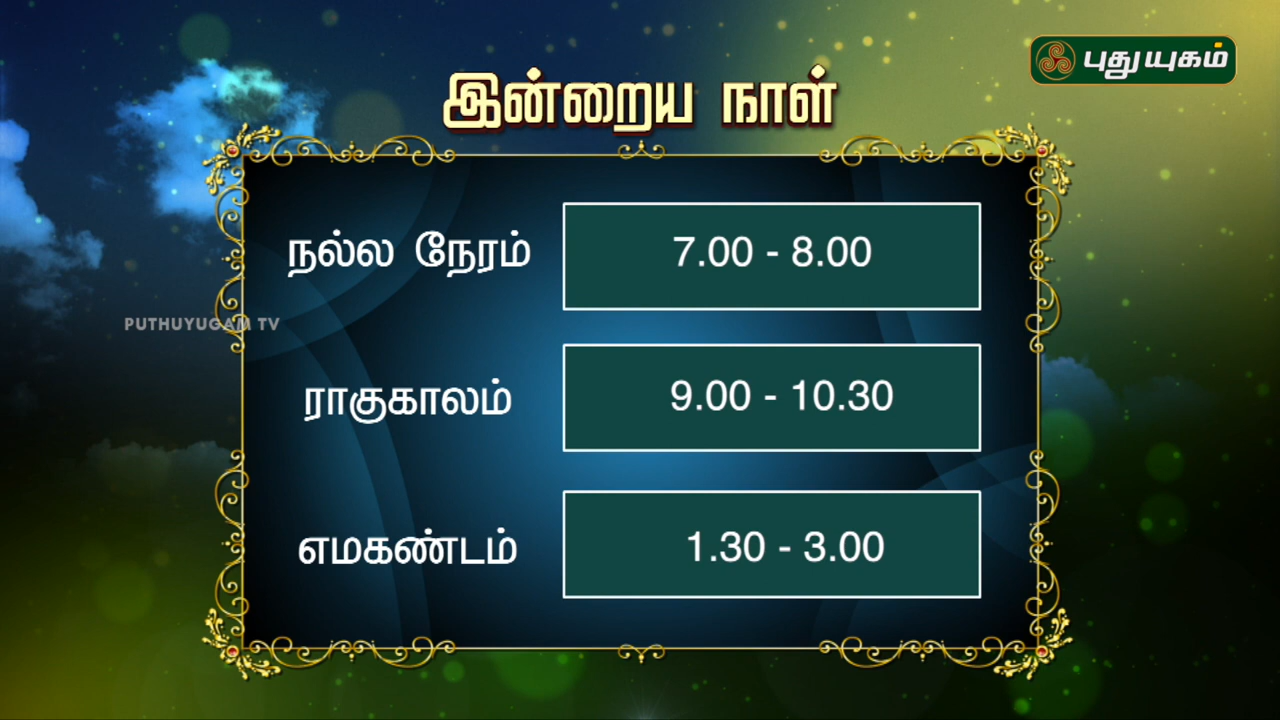 புதுயுகம்
இன்றைய நாள்
நல்ல நேரம் 7.00 - 8.00
PUTHUYUGAM TV
ராகுகாலம் 9.00 - 10.30
எமகண்டம் 1.30 - 3.00